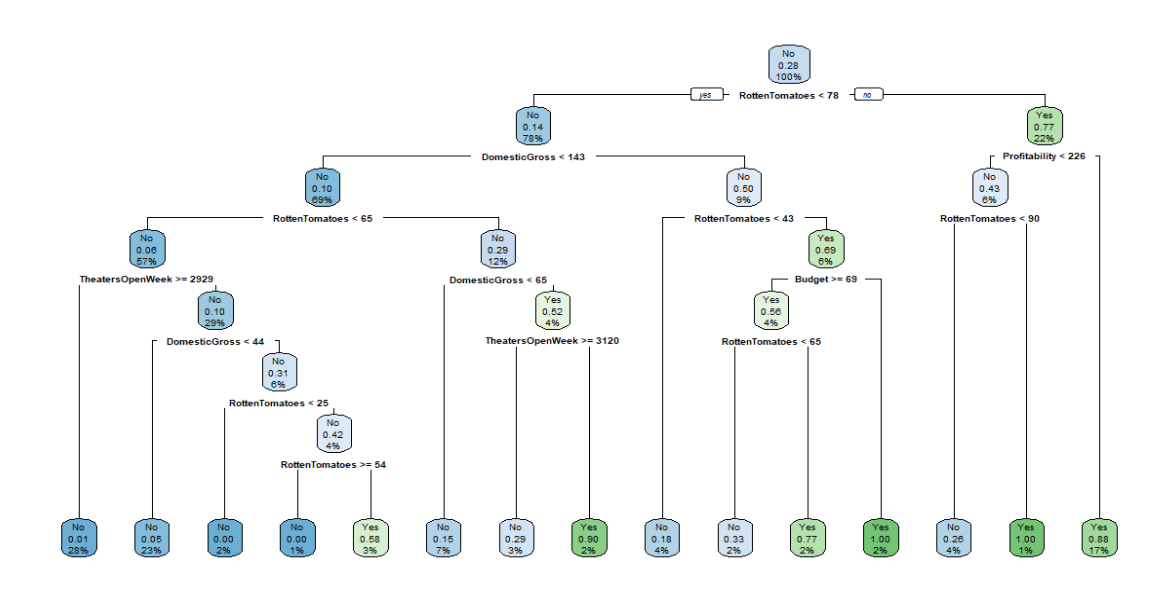 No
0.28
100%
yes
RottenTomatoes < 78
no
No
0.14
78%
Yes
0.77
22%
DomesticGross < 143
Profitability < 226
No
0.10
69%
No
0.50
9%
No
0.43
6%
RottenTomatoes < 65
RottenTomatoes < 43
RottenTomatoes < 90
No
0.06
57%
No
0.29
12%
Yes
0.69
6%
TheatersOpenWeek >= 2929
DomesticGross < 65
Budget >= 69
No
0.10
29%
Yes
0.52
4%
Yes
0.56
4%
DomesticGross < 44
TheatersOpenWeek >= 3120
RottenTomatoes < 65
No
0.31
6%
RottenTomatoes < 25
No
0.42
4%
RottenTomatoes >= 54
No
0.01
28%
No
0.05
23%
No
0.00
2%
No
0.00
1%
Yes
0.58
3%
No
0.15
7%
No
0.29
3%
Yes
0.90
2%
No
0.18
4%
No
0.33
2%
Yes
0.77
2%
Yes
1.00
2%
No
0.26
4%
Yes
1.00
1%
Yes
0.88
17%